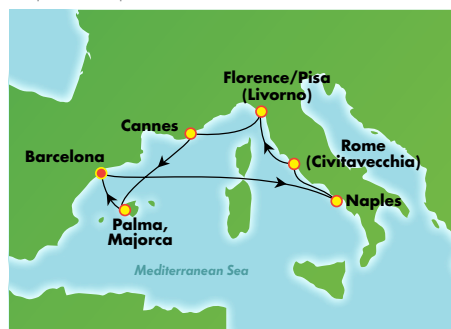 Florence/Pisa
(Livorno)
Cannes
Rome
(Civitavecchia)
Barcelona
Naples
Palma,
Majorca
Mediterranean Sea